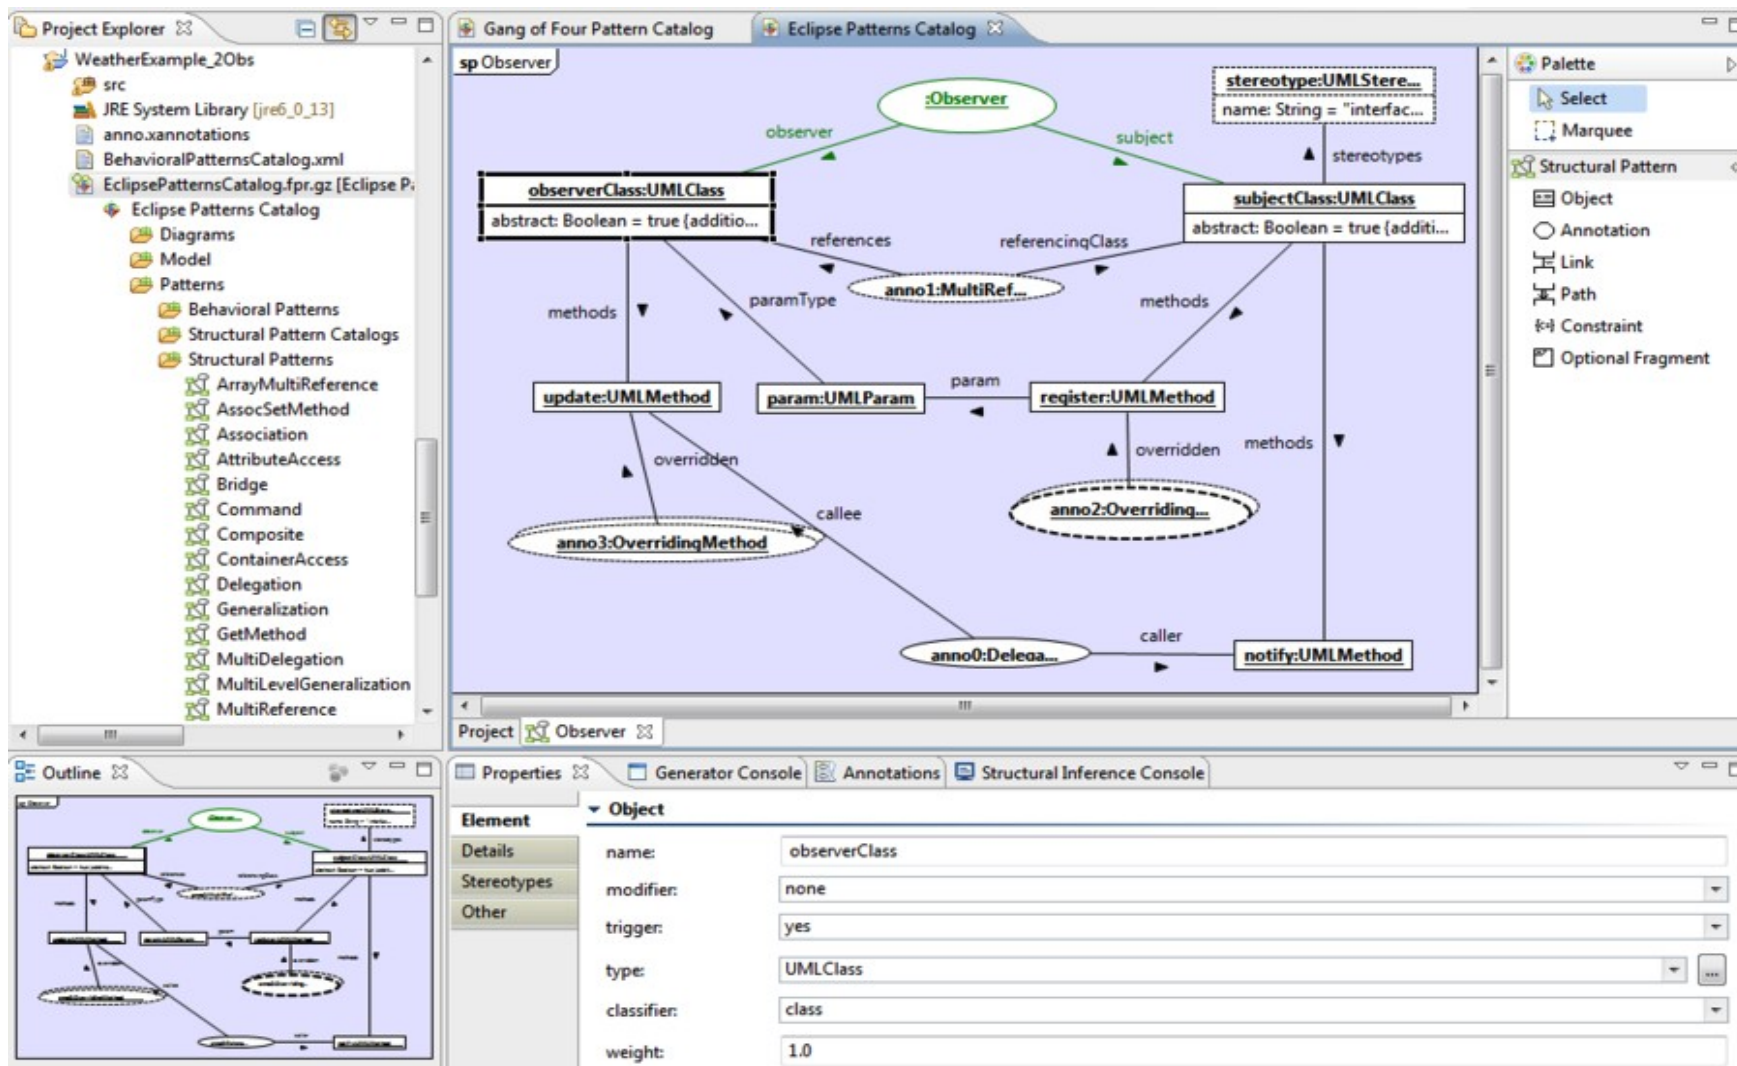 Project Explorer
WeatherExample_2Obs
src
JRE System Library [jre6_0_13]
anno.xannotations
BehavioralPatternsCatalog.xml
EclipsePatternsCatalog.fpr.gz [Eclipse Pa
Eclipse Patterns Catalog
Diagrams
Model
Patterns
Behavioral Patterns
Structural Pattern Catalogs
Structural Patterns
ArrayMultiReference
AssocSetMethod
Association
AttributeAccess
Bridge
Command
Composite
ContainerAccess
Delegation
Generalization
GetMethod
MultiDelegation
MultiLevelGeneralization
MultiReference
Gang of Four Pattern Catalog
Eclipse Patterns Catalog
sp Observer
:Observer
stereotype:UMLStere...
name: String = "interfac...
observer
subject
stereotypes
observerClass:UMLClass
abstract: Boolean = true {additio...
subjectClass:UMLClass
abstract: Boolean = true {additi...
references
referencingClass
anno1:MultiRef...
methods
paramType
methods
update:UMLMethod
param:UMLParam
param
register:UMLMethod
overridden
overridden
methods
callee
anno3:OverridingMethod
anno2:Overriding...
caller
anno0:Delega...
notify:UMLMethod
Project
Observer
Palette
Select
Marquee
Structural Pattern
Object
Annotation
Link
Path
Constraint
Optional Fragment
Outline
Properties
Generator Console
Annotations
Structural Inference Console
Element
Details
Stereotypes
Other
Object
name: observerClass
modifier: none
trigger: yes
type: UMLClass ...
classifier: class
weight: 1.0